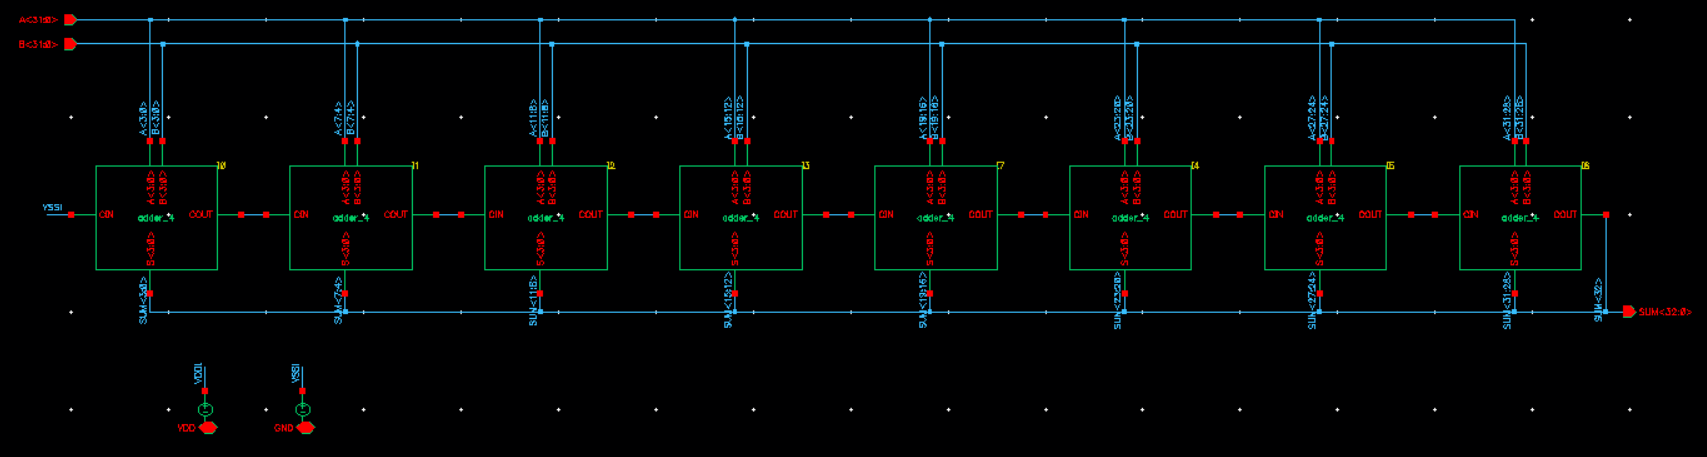 A<31:0>
B<31:0>
A<3:0> B<3:0> A<7:4> B<7:4> A<11:8> B<11:8> A<15:12> B<15:12> A<19:16> B<19:16> A<23:20> B<23:20> A<27:24> B<27:24> A<31:28> B<31:28>
I0 I1 I2 I3 I7 I4 I5 I6
A<3:0> B<3:0> A<3:0> B<3:0> A<3:0> B<3:0> A<3:0> B<3:0> A<3:0> B<3:0> A<3:0> B<3:0> A<3:0> B<3:0> A<3:0> B<3:0>
VSS! CIN COUT CIN COUT CIN COUT CIN COUT CIN COUT CIN COUT CIN COUT CIN COUT
adder_4 adder_4 adder_4 adder_4 adder_4 adder_4 adder_4 adder_4
S<3:0> S<3:0> S<3:0> S<3:0> S<3:0> S<3:0> S<3:0> S<3:0>
SUM<3:0> SUM<7:4> SUM<11:8> SUM<15:12> SUM<19:16> SUM<23:20> SUM<27:24> SUM<31:28> SUM<32> SUM<32:0>
VDD! VSS!
VDD GND